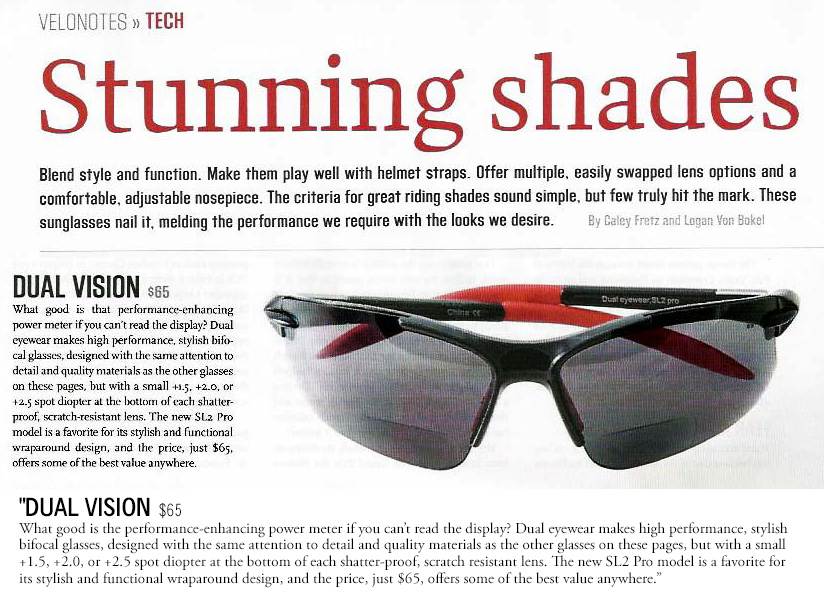 VELONOTES » TECH
Stunning shades
Blend style and function. Make them play well with helmet straps. Offer multiple, easily swapped lens options and a
comfortable, adjustable nosepiece. The criteria for great riding shades sound simple, but few truly hit the mark. These
sunglasses nail it, melding the performance we require with the looks we desire. By Caley Fretz and Logan Von Bokel
DUAL VISION $65
What good is that performance-enhancing
power meter if you can't read the display? Dual
eyewear makes high performance, stylish bifo-
cal glasses, designed with the same attention to
detail and quality materials as the other glasses
on these pages, but with a small +1.5, +2.0, or
+2.5 spot diopter at the bottom of each shatter-
proof, scratch-resistant lens. The new SL2 Pro
model is a favorite for its stylish and functional
wraparound design, and the price, just $65,
offers some of the best value anywhere.
Dual eyewear,SL2 pro
China CE
"DUAL VISION $65
What good is the performance-enhancing power meter if you can't read the display? Dual eyewear makes high performance, stylish
bifocal glasses, designed with the same attention to detail and quality materials as the other glasses on these pages, but with a small
+1.5, +2.0, or +2.5 spot diopter at the bottom of each shatter-proof, scratch resistant lens. The new SL2 Pro model is a favorite for
its stylish and functional wraparound design, and the price, just $65, offers some of the best value anywhere."